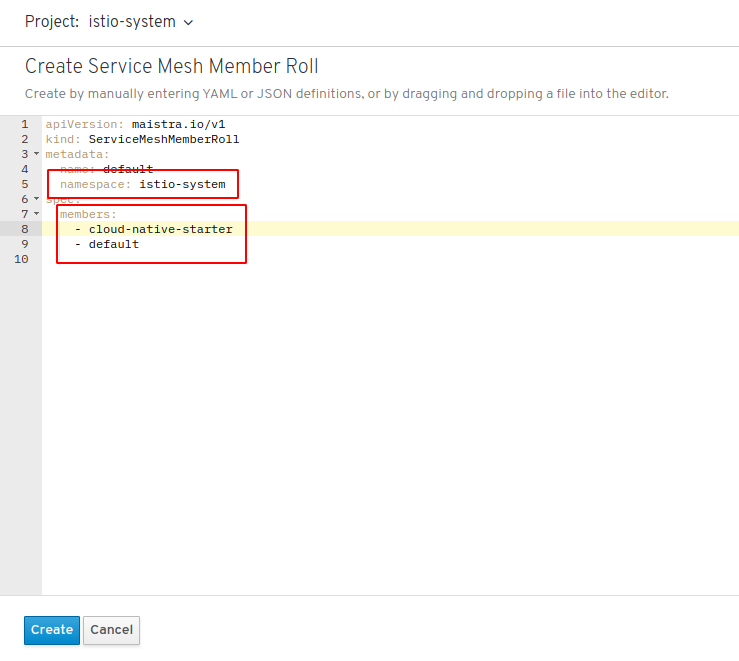 Project: istio-system
Create Service Mesh Member Roll
Create by manually entering YAML or JSON definitions, or by dragging and dropping a file into the editor.
1 apiVersion: maistra.io/v1
2 kind: ServiceMeshMemberRoll
3 metadata:
4 name: default
5 namespace: istio-system
6 spec:
7 members:
8 - cloud-native-starter
9 - default
10
Create Cancel